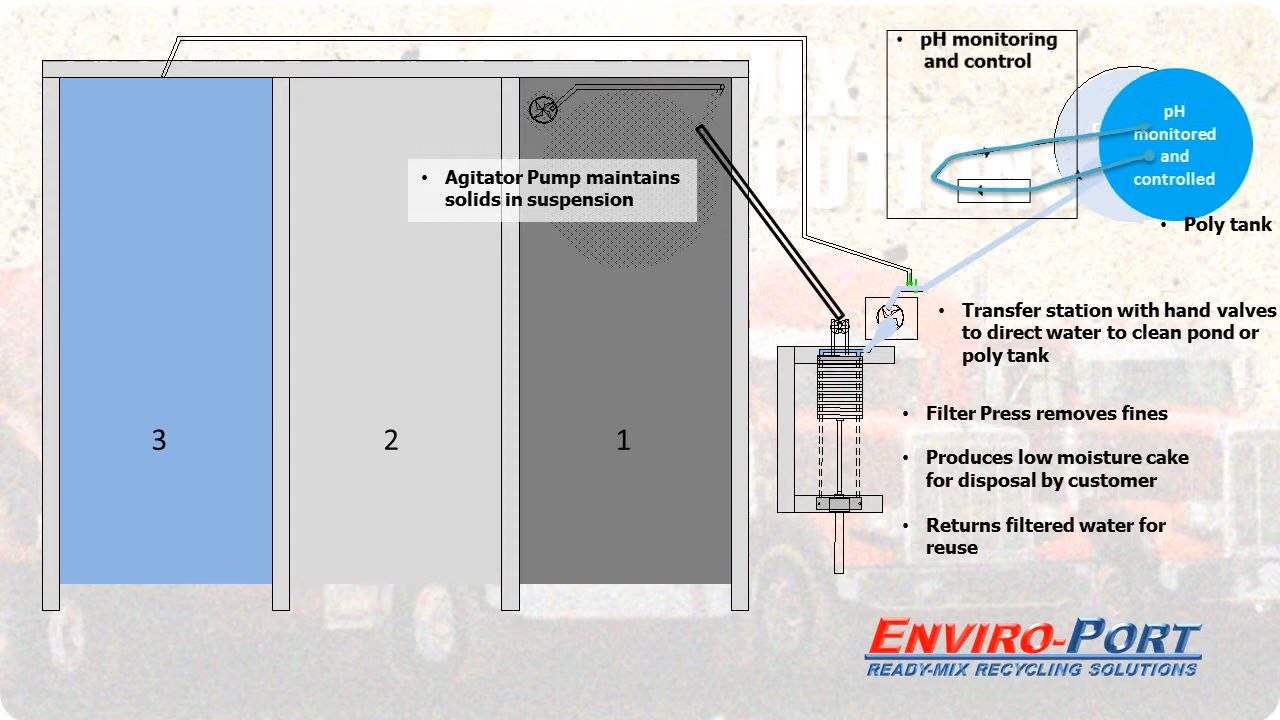 • pH monitoring
and control
pH
monitored
and
controlled
• Poly tank
• Agitator Pump maintains
solids in suspension
• Transfer station with hand valves
to direct water to clean pond or
poly tank
3
2
1
• Filter Press removes fines
• Produces low moisture cake
for disposal by customer
• Returns filtered water for
reuse
ENVIRO-PORT
READY-MIX RECYCLING SOLUTIONS